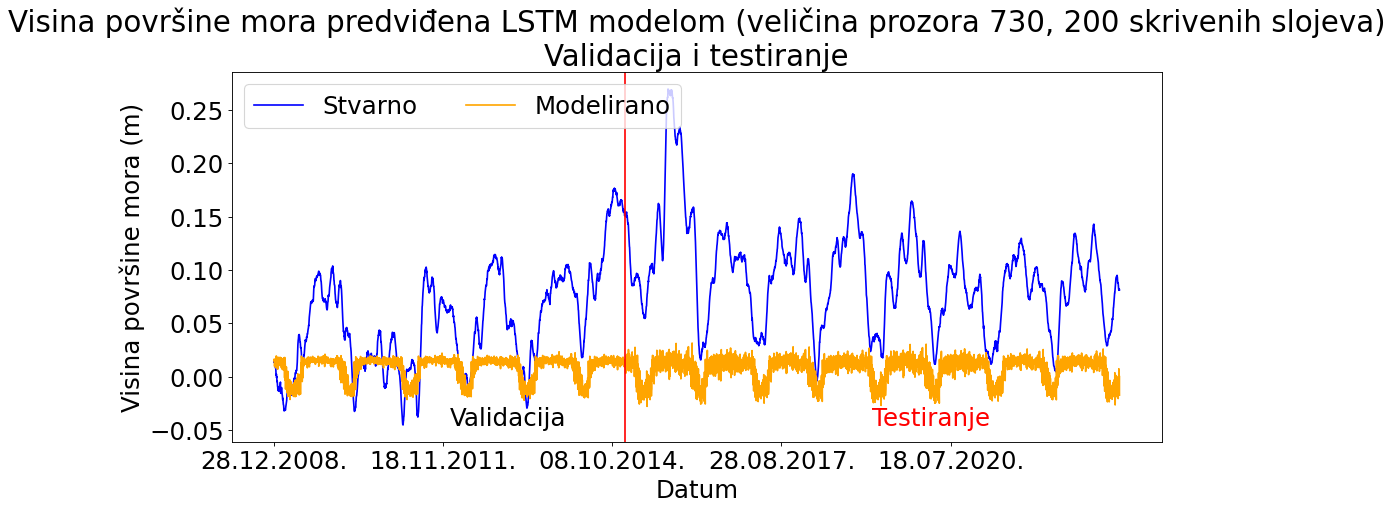 Visina površine mora predviđena LSTM modelom (veličina prozora 730, 200 skrivenih slojeva)
Validacija i testiranje
Stvarno
Modelirano
Visina površine mora (m)
0.25
0.20
0.15
0.10
0.05
0.00
−0.05
Validacija
Testiranje
28.12.2008.
18.11.2011.
08.10.2014.
28.08.2017.
18.07.2020.
Datum